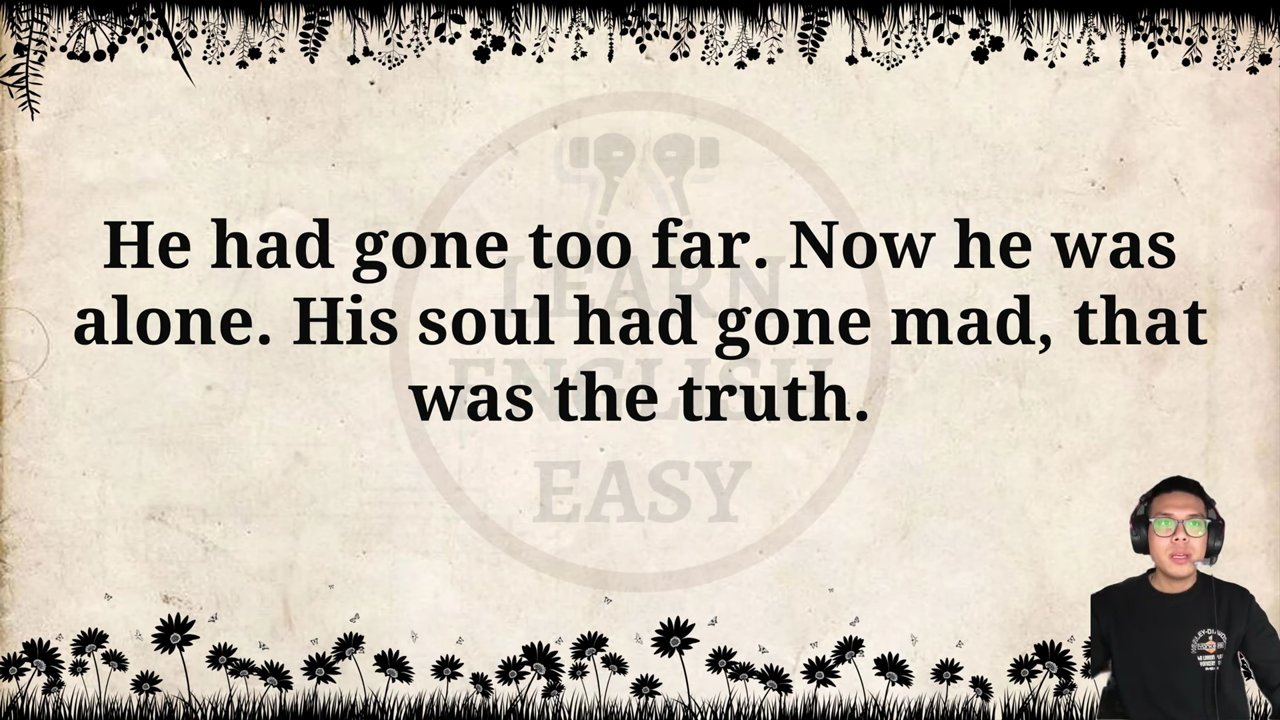 He had gone too far. Now he was
alone. His soul had gone mad, that
was the truth.
LEARN
ENGLISH
EASY